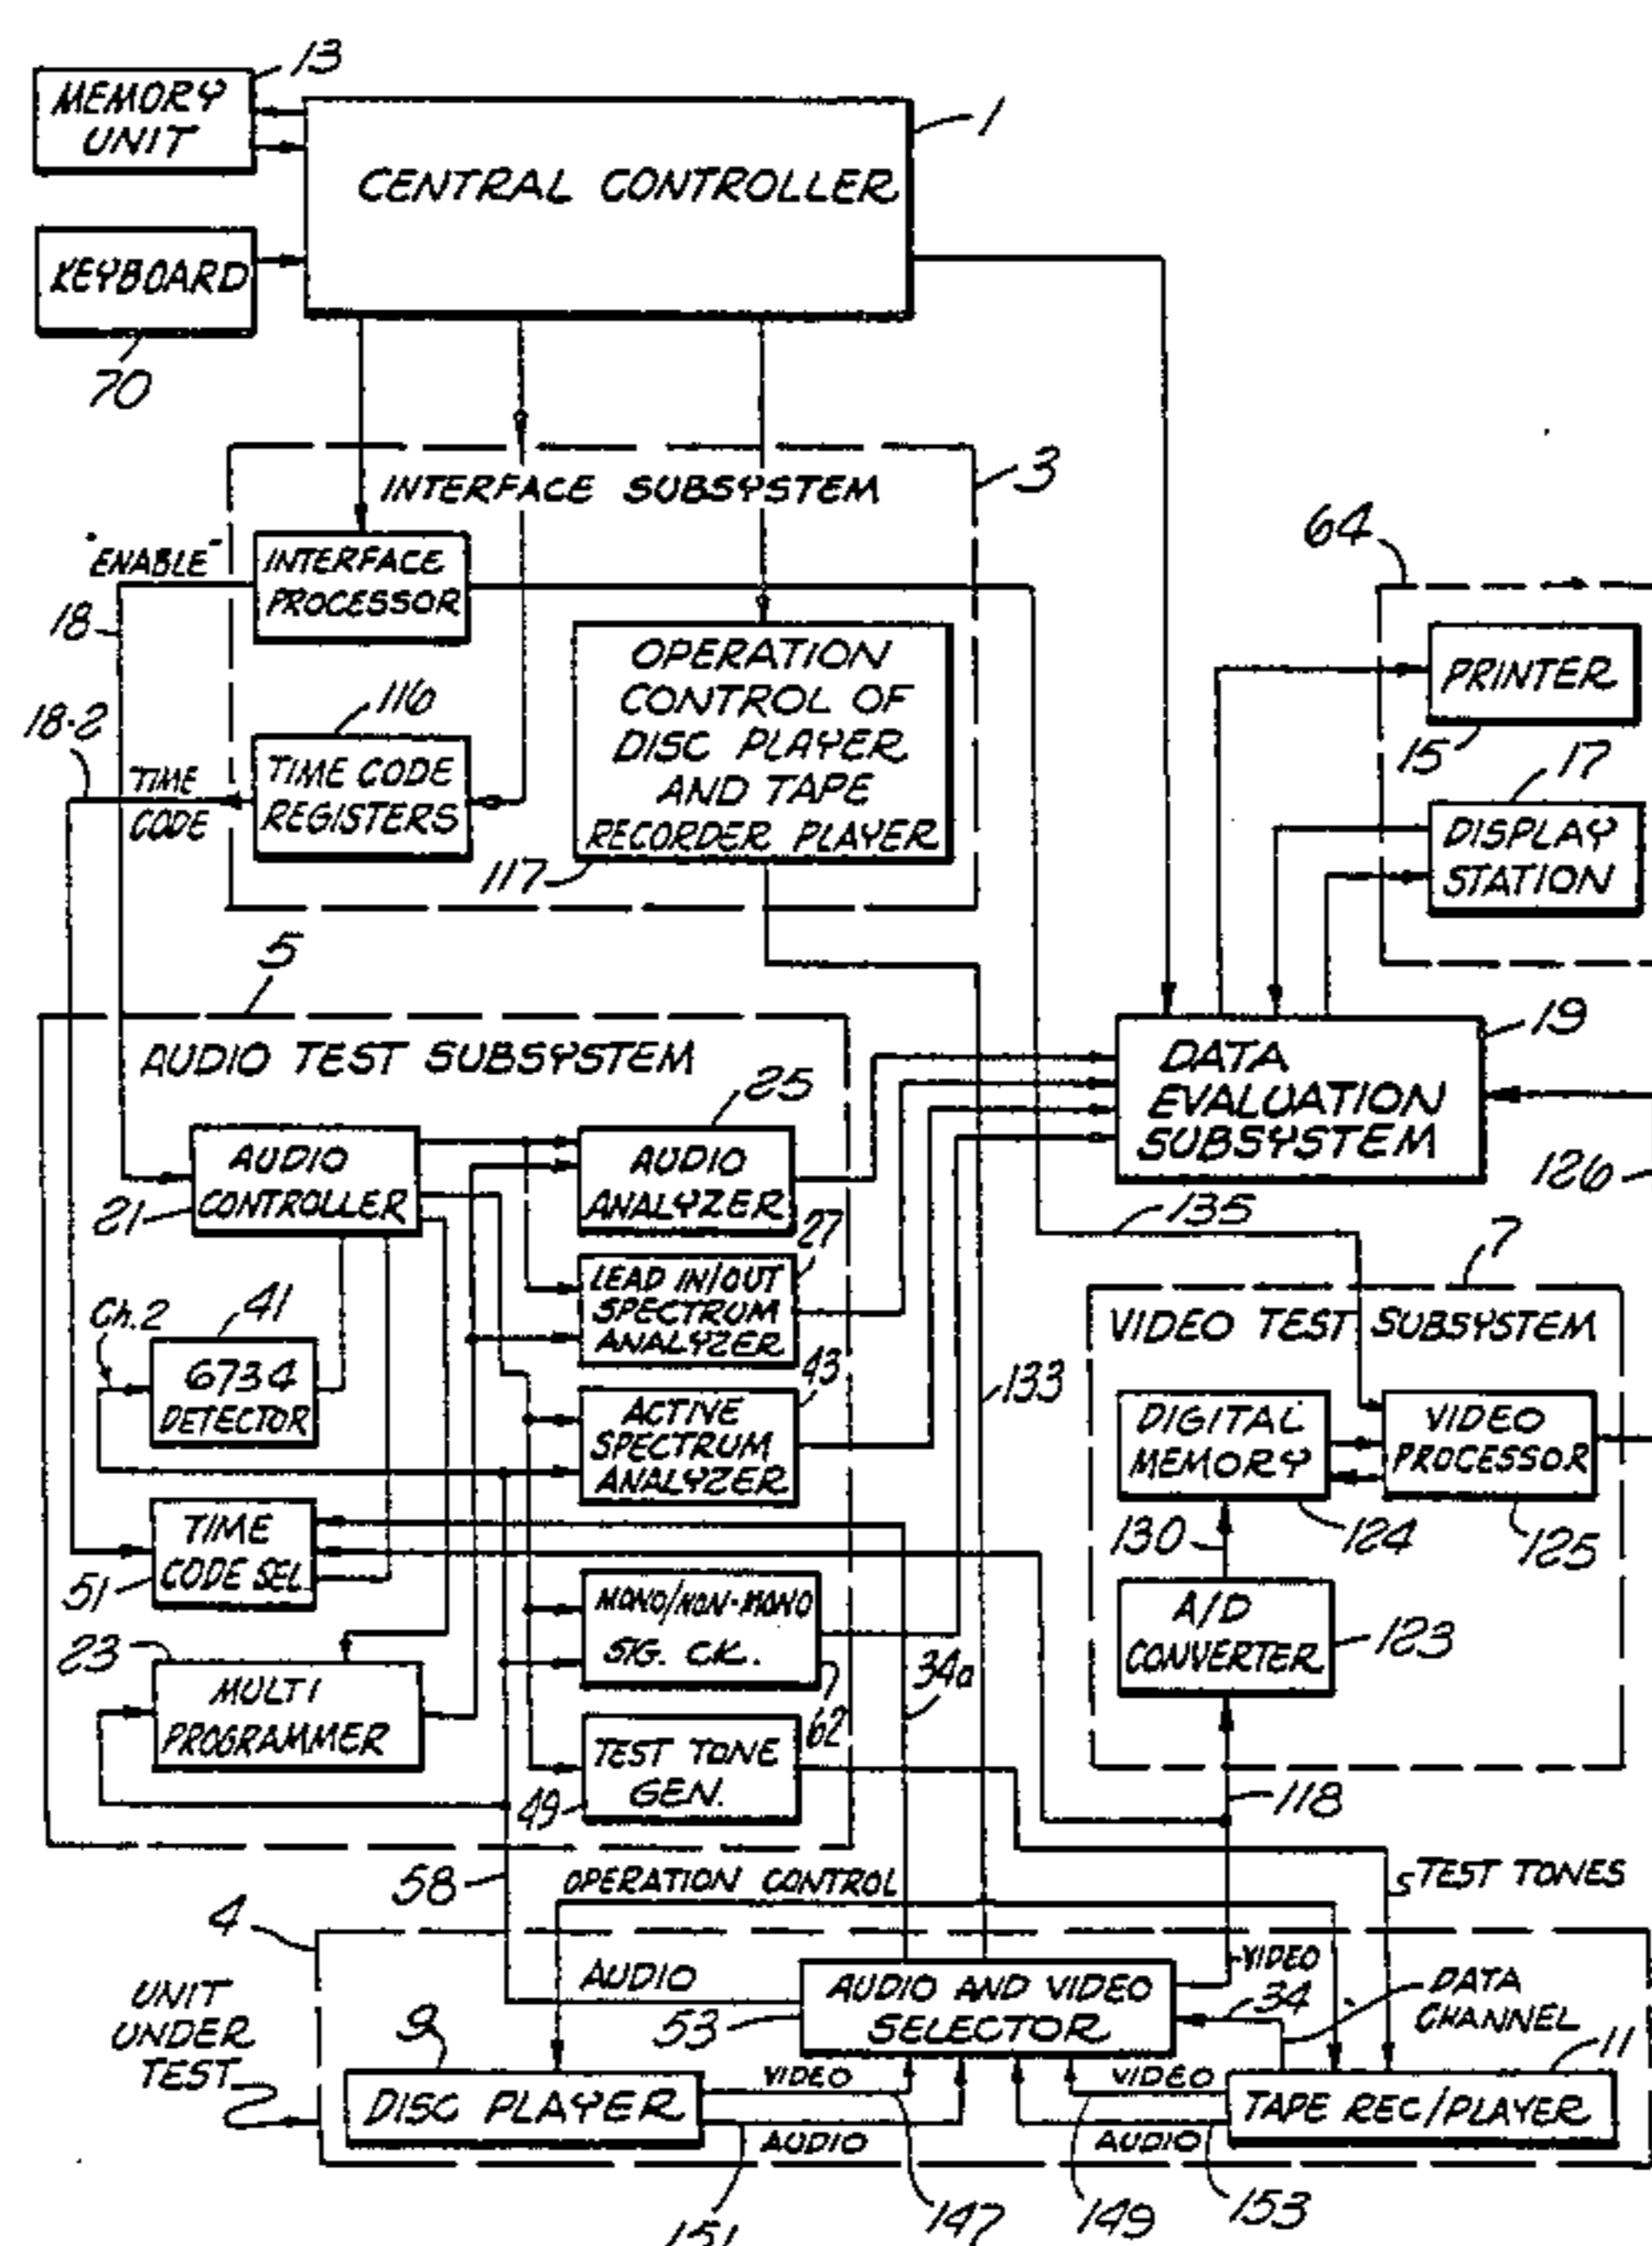 13
MEMORY
UNIT
1
CENTRAL CONTROLLER
KEYBOARD
70
INTERFACE SUBSYSTEM
3
"ENABLE"
INTERFACE
PROCESSOR
18
64
OPERATION
CONTROL OF
DISC PLAYER
AND TAPE
RECORDER PLAYER
117
PRINTER
15
18-2
116
TIME
CODE
TIME CODE
REGISTERS
17
DISPLAY
STATION
5
AUDIO TEST SUBSYSTEM
19
DATA
EVALUATION
SUBSYSTEM
126
25
AUDIO
CONTROLLER
21
AUDIO
ANALYZER
135
27
LEAD IN/OUT
SPECTRUM
ANALYZER
7
VIDEO TEST SUBSYSTEM
Ch.2
41
6734
DETECTOR
43
ACTIVE
SPECTRUM
ANALYZER
133
DIGITAL
MEMORY
VIDEO
PROCESSOR
124
125
130
TIME
CODE SEL
51
A/D
CONVERTER
123
MONO/NON-MONO
SIG. CK.
62
34a
23
MULTI
PROGRAMMER
TEST TONE
GEN.
49
118
58
OPERATION CONTROL
TEST TONES
4
UNIT
UNDER
TEST
AUDIO
AUDIO AND VIDEO
SELECTOR
53
VIDEO
34
DATA
CHANNEL
9
DISC PLAYER
VIDEO
AUDIO
VIDEO
AUDIO
11
TAPE REC/PLAYER
151
147
149
153